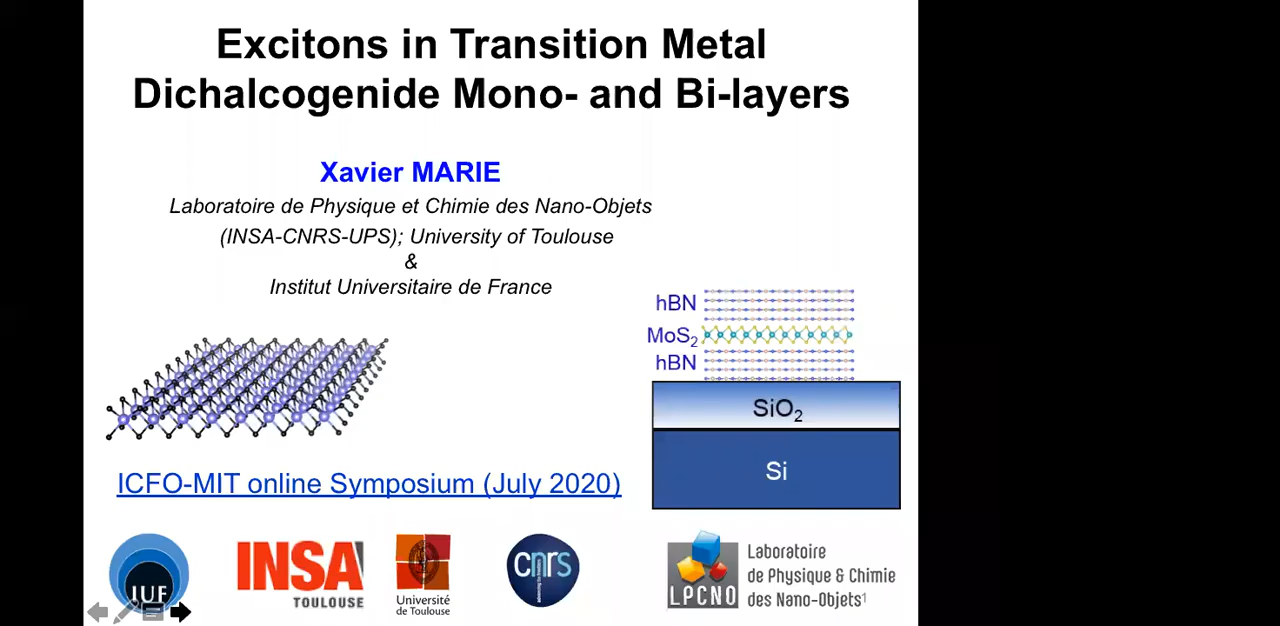 Excitons in Transition Metal
Dichalcogenide Mono- and Bi-layers
Xavier MARIE
Laboratoire de Physique et Chimie des Nano-Objets
(INSA-CNRS-UPS); University of Toulouse
&
Institut Universitaire de France
hBN
MoS2
hBN
SiO2
Si
ICFO-MIT online Symposium (July 2020)
IUF
INSA
TOULOUSE
Université
de Toulouse
cnrs
LPCNO
Laboratoire
de Physique & Chimie
des Nano-Objets
1